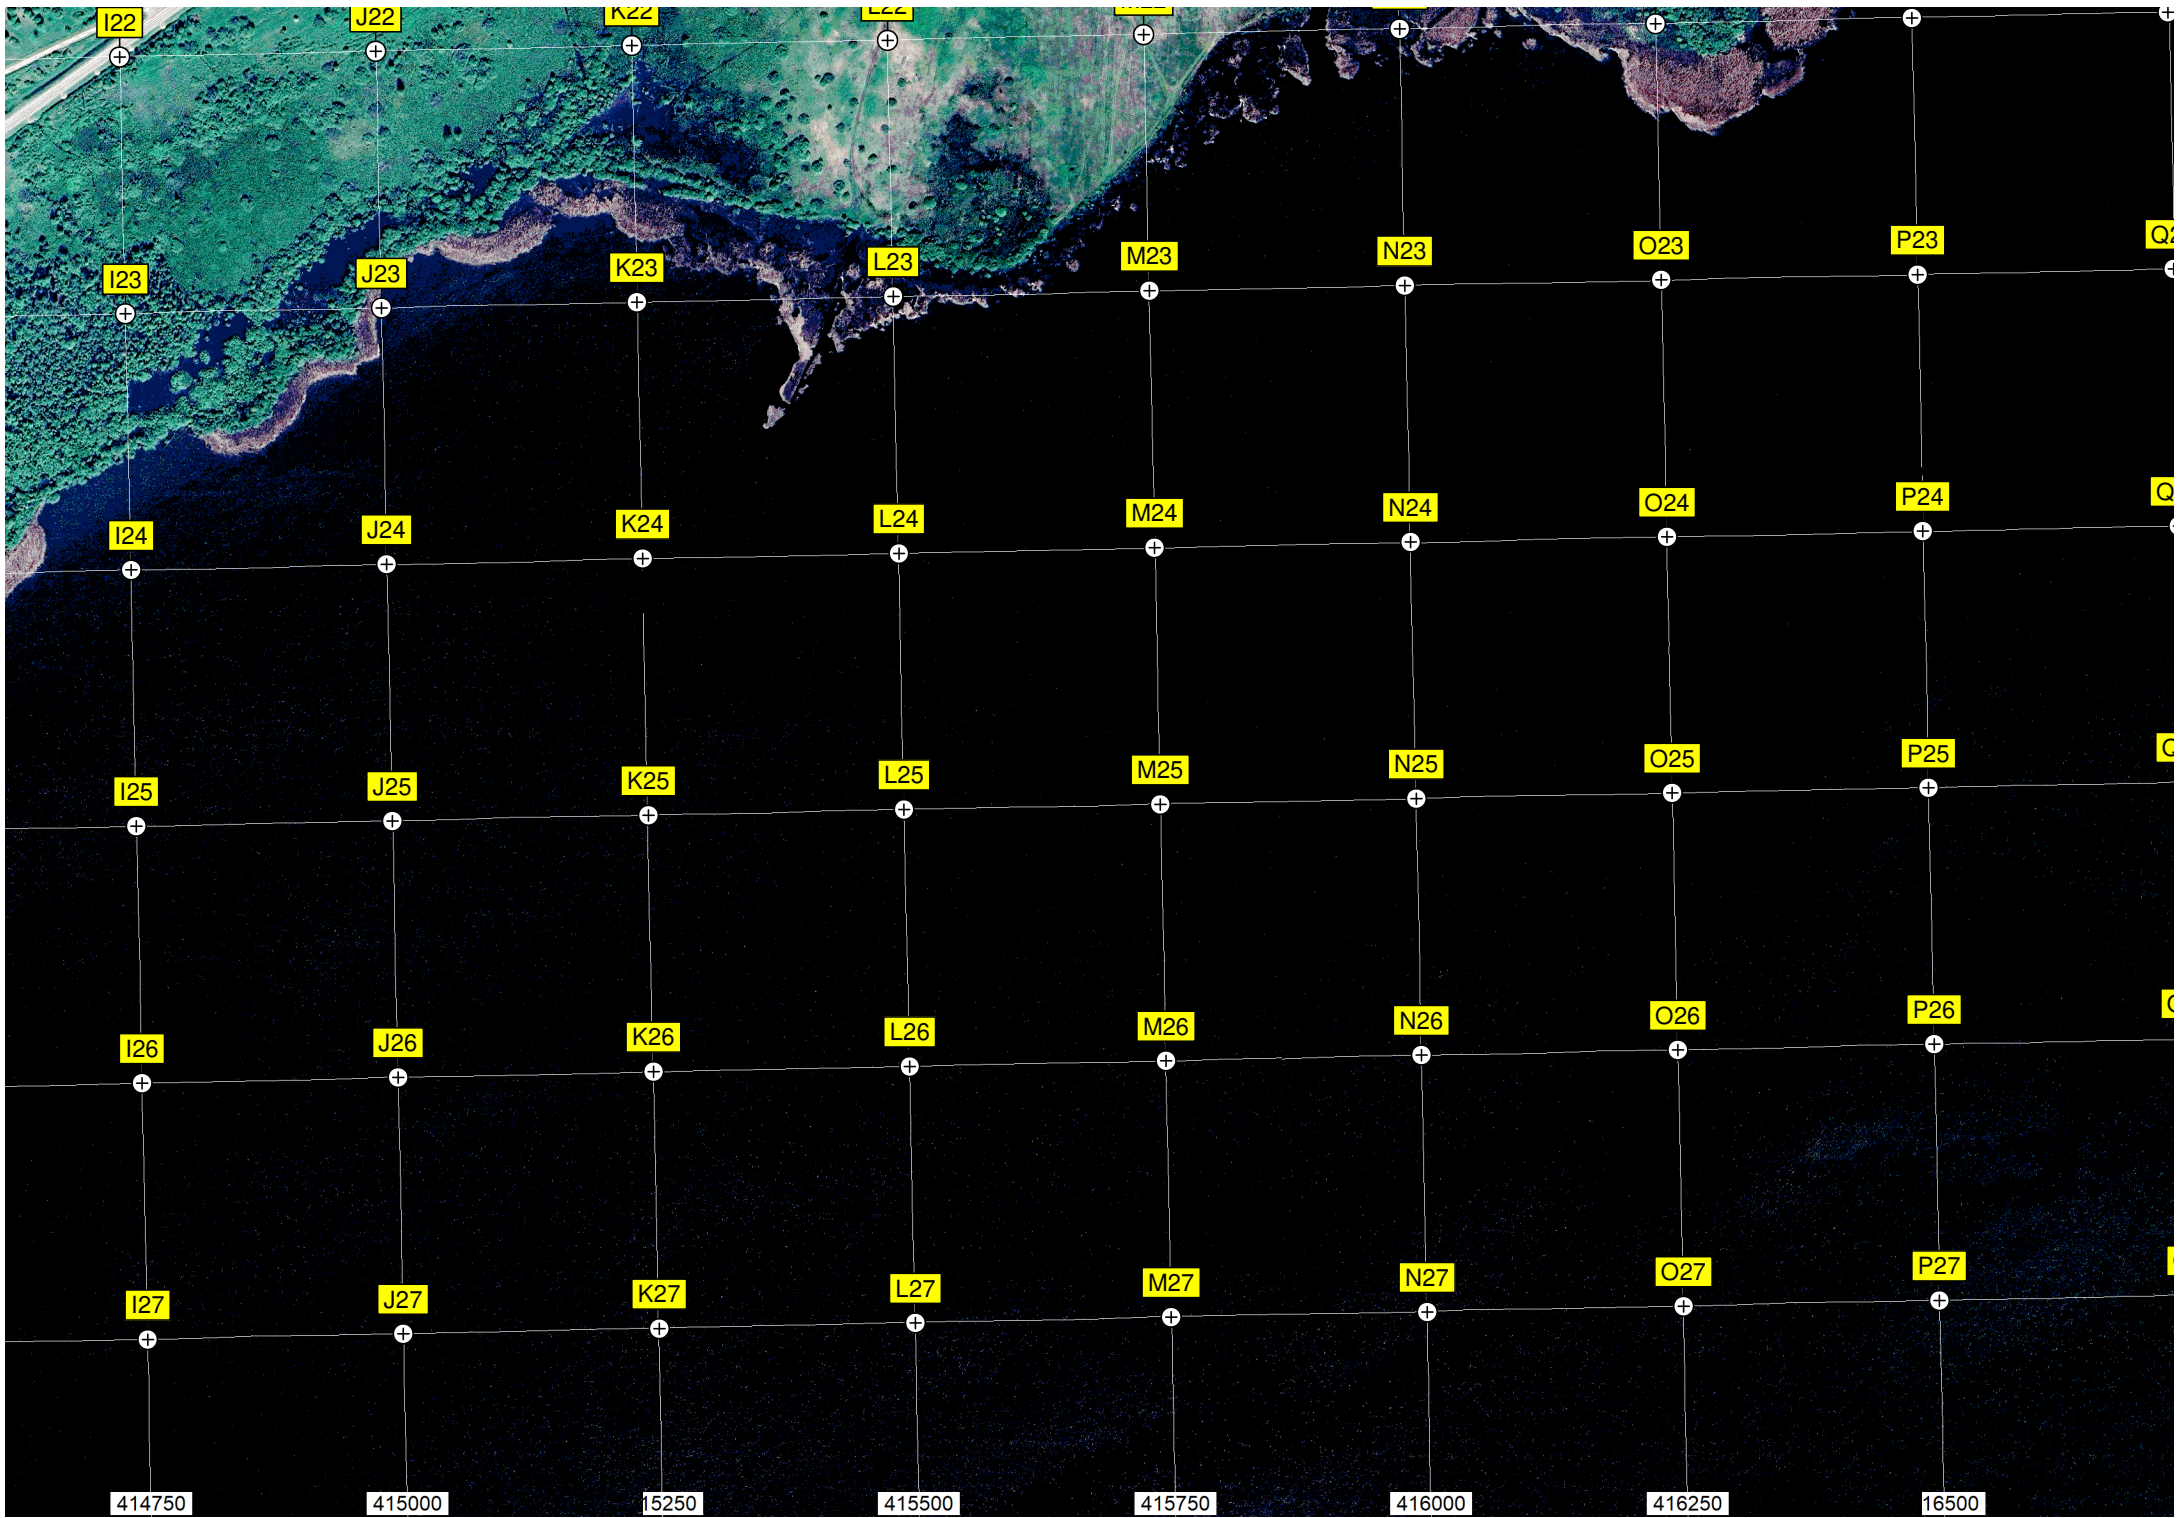 I22 J22 K22 L22
I23 J23 K23 L23 M23 N23 O23 P23
I24 J24 K24 L24 M24 N24 O24 P24
I25 J25 K25 L25 M25 N25 O25 P25
I26 J26 K26 L26 M26 N26 O26 P26
I27 J27 K27 L27 M27 N27 O27 P27
414750 415000 15250 415500 415750 416000 416250 16500